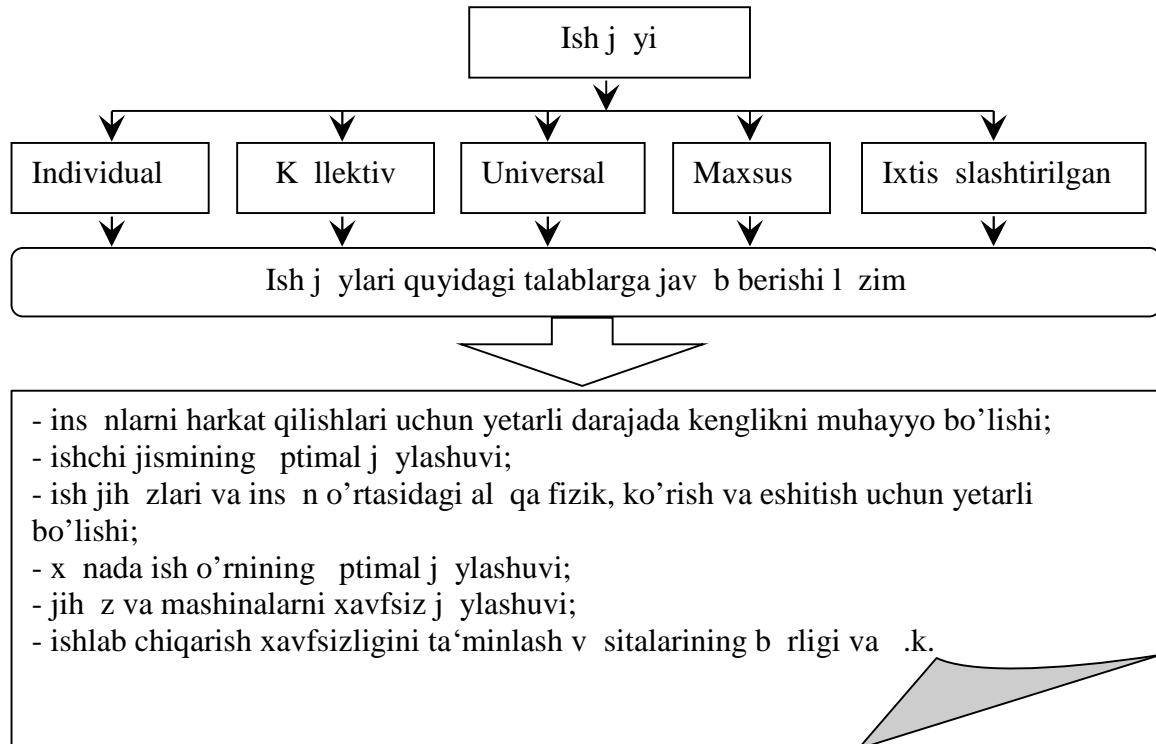 Ish j yi
Individual
K llektiv
Universal
Maxsus
Ixtis slashtirilgan
Ish j ylari quyidagi talablarga jav b berishi l zim
- ins nlarni harkat qilishlari uchun yetarli darajada kenglikni muhayyo bo’lishi;
- ishchi jismining ptimal j ylashuvi;
- ish jih zlari va ins n o’rtasidagi al qa fizik, ko’rish va eshitish uchun yetarli
bo’lishi;
- x nada ish o’rnining ptimal j ylashuvi;
- jih z va mashinalarni xavfsiz j ylashuvi;
- ishlab chiqarish xavfsizligini ta‘minlash v sitalarining b rligi va .k.